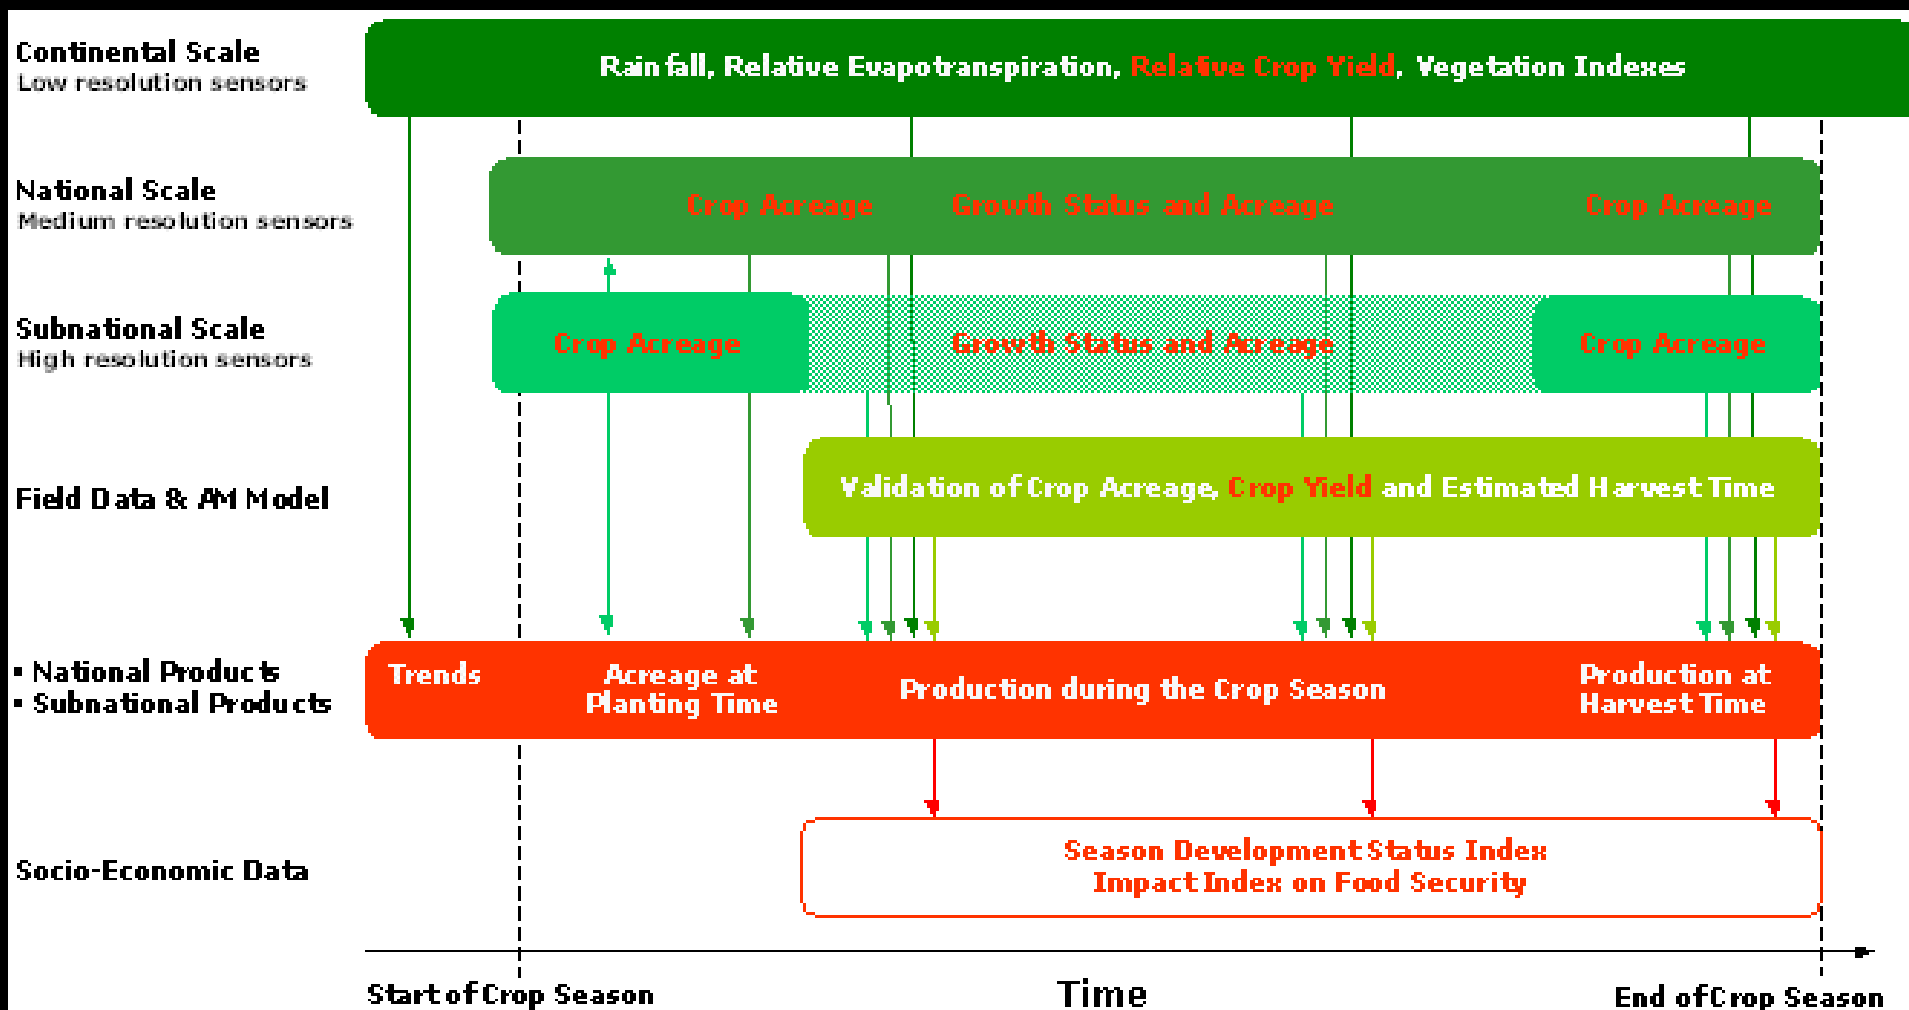 Continental Scale
Low resolution sensors
Rainfall, Relative Evapotranspiration, Relative Crop Yield, Vegetation Indexes
National Scale
Medium resolution sensors
Crop Acreage
Growth Status and Acreage
Crop Acreage
Subnational Scale
High resolution sensors
Crop Acreage
Growth Status and Acreage
Crop Acreage
Field Data & AM Model
Validation of Crop Acreage, Crop Yield and Estimated Harvest Time
▪ National Products
▪ Subnational Products
Trends
Acreage at
Planting Time
Production during the Crop Season
Production at
Harvest Time
Socio-Economic Data
Season Development Status Index
Impact Index on Food Security
Start of Crop Season
Time
End of Crop Season